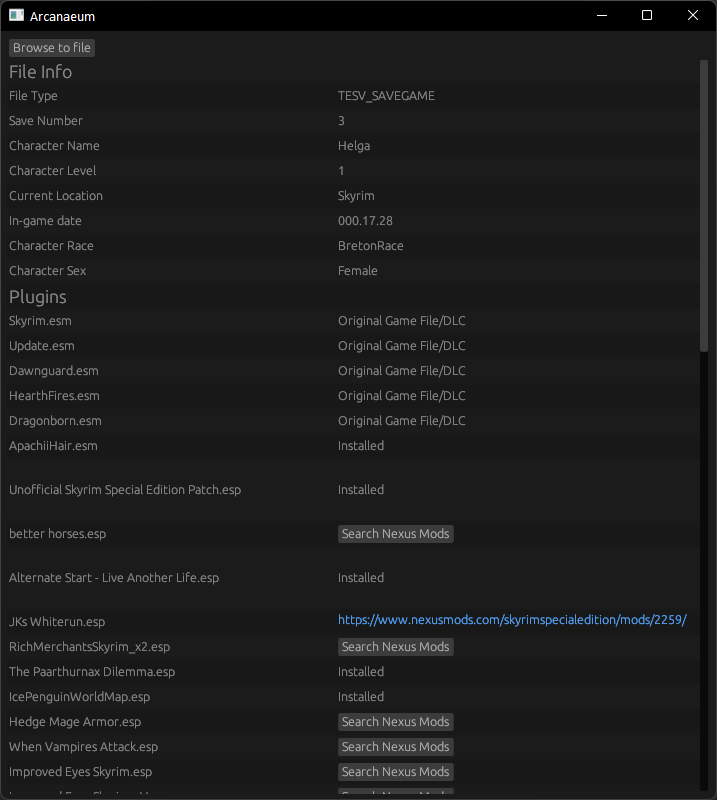 Arcanaeum
Browse to file
File Info
File Type TESV_SAVEGAME
Save Number 3
Character Name Helga
Character Level 1
Current Location Skyrim
In-game date 000.17.28
Character Race BretonRace
Character Sex Female
Plugins
Skyrim.esm Original Game File/DLC
Update.esm Original Game File/DLC
Dawnguard.esm Original Game File/DLC
HearthFires.esm Original Game File/DLC
Dragonborn.esm Original Game File/DLC
ApachiiHair.esm Installed
Unofficial Skyrim Special Edition Patch.esp Installed
better horses.esp Search Nexus Mods
Alternate Start - Live Another Life.esp Installed
JKs Whiterun.esp https://www.nexusmods.com/skyrimspecialedition/mods/2259/
RichMerchantsSkyrim_x2.esp Search Nexus Mods
The Paarthurnax Dilemma.esp Installed
IcePenguinWorldMap.esp Installed
Hedge Mage Armor.esp Search Nexus Mods
When Vampires Attack.esp Search Nexus Mods
Improved Eyes Skyrim.esp Search Nexus Mods